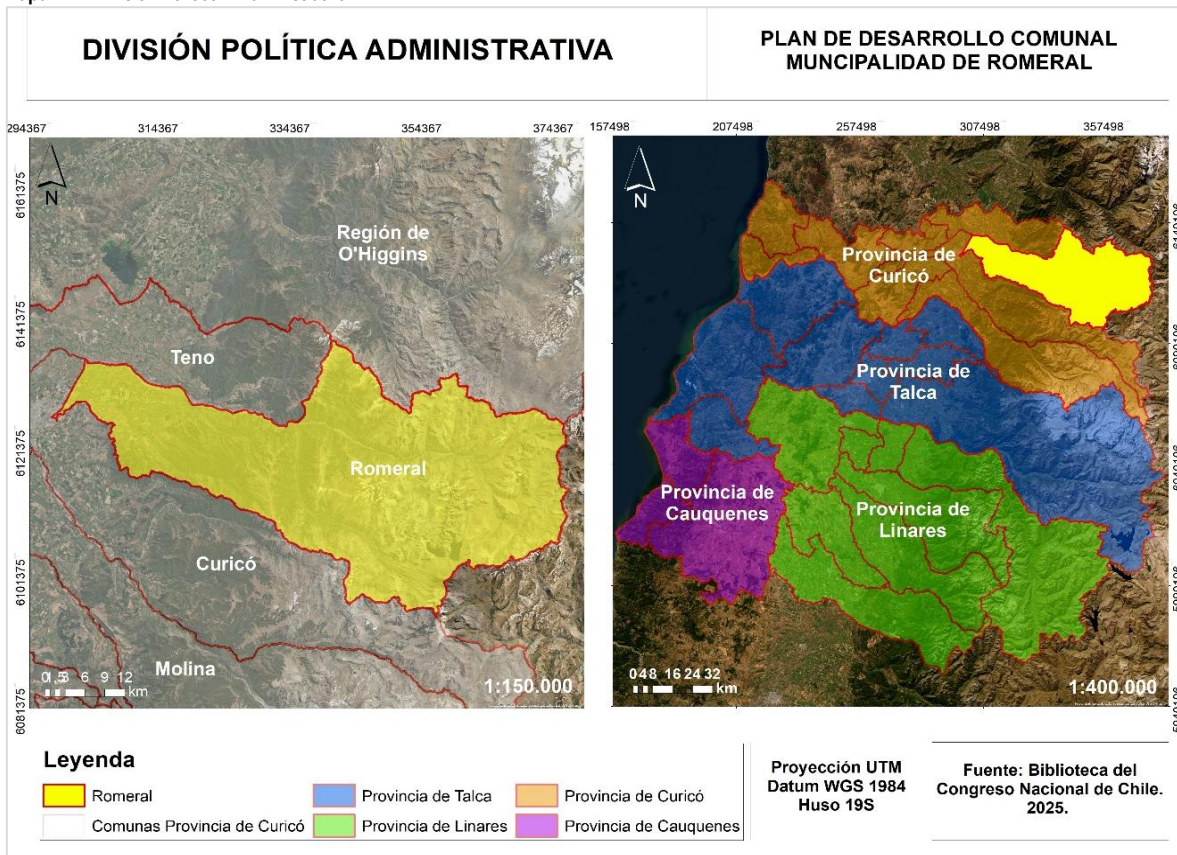 DIVISIÓN POLÍTICA ADMINISTRATIVA
PLAN DE DESARROLLO COMUNAL
MUNCIPALIDAD DE ROMERAL
294367 314367 334367 354367 374367
6161375
6141375
6121375
6101375
6081375
N
Región de
O'Higgins
Teno
Romeral
Curicó
Molina
0 1,5 3 6 9 12
km
1:150.000
157498 207498 257498 307498 357498
N
Provincia de
Curicó
Provincia de
Talca
Provincia de
Cauquenes
Provincia de
Linares
0 4 8 16 24 32
km
1:400.000
Leyenda
Romeral
Comunas Provincia de Curicó
Provincia de Talca
Provincia de Linares
Provincia de Curicó
Provincia de Cauquenes
Proyección UTM
Datum WGS 1984
Huso 19S
Fuente: Biblioteca del
Congreso Nacional de Chile.
2025.